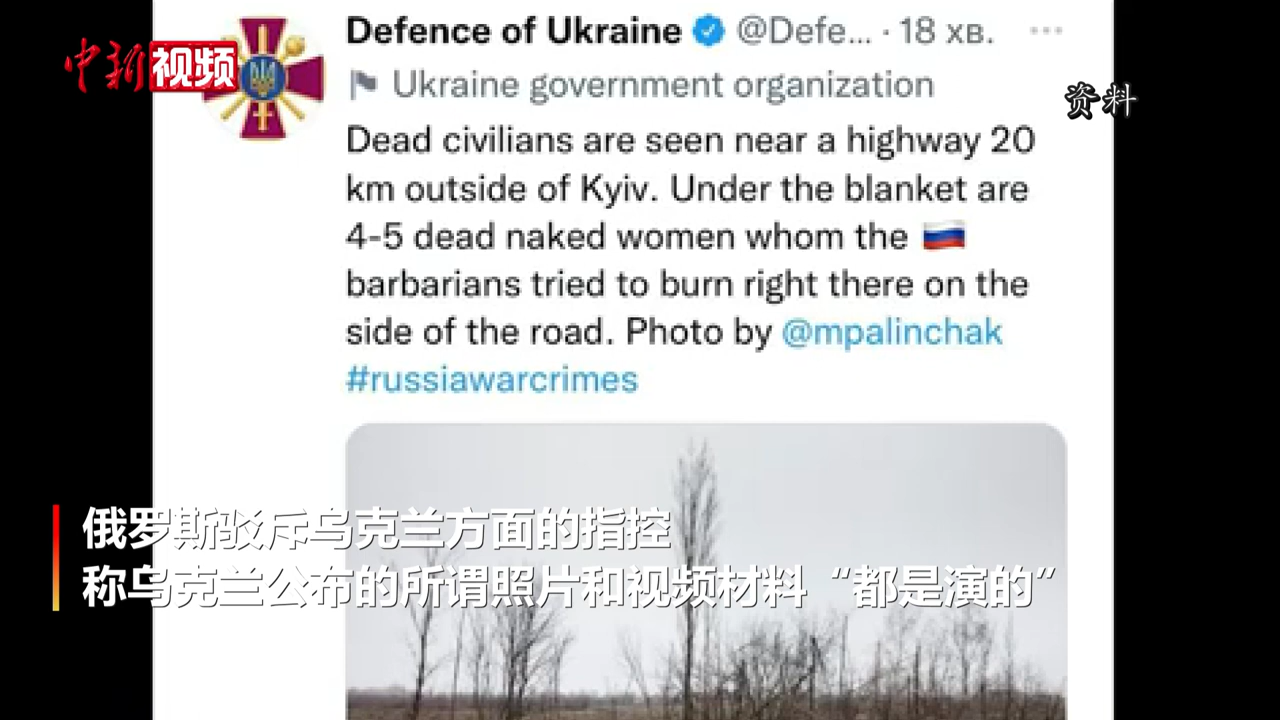 中新视频
资料
Defence of Ukraine @Defe... · 18 хв.
Ukraine government organization
Dead civilians are seen near a highway 20
km outside of Kyiv. Under the blanket are
4-5 dead naked women whom the
barbarians tried to burn right there on the
side of the road. Photo by @mpalinchak
#russiawarcrimes
俄罗斯驳斥乌克兰方面的指控
称乌克兰公布的所谓照片和视频材料“都是演的”